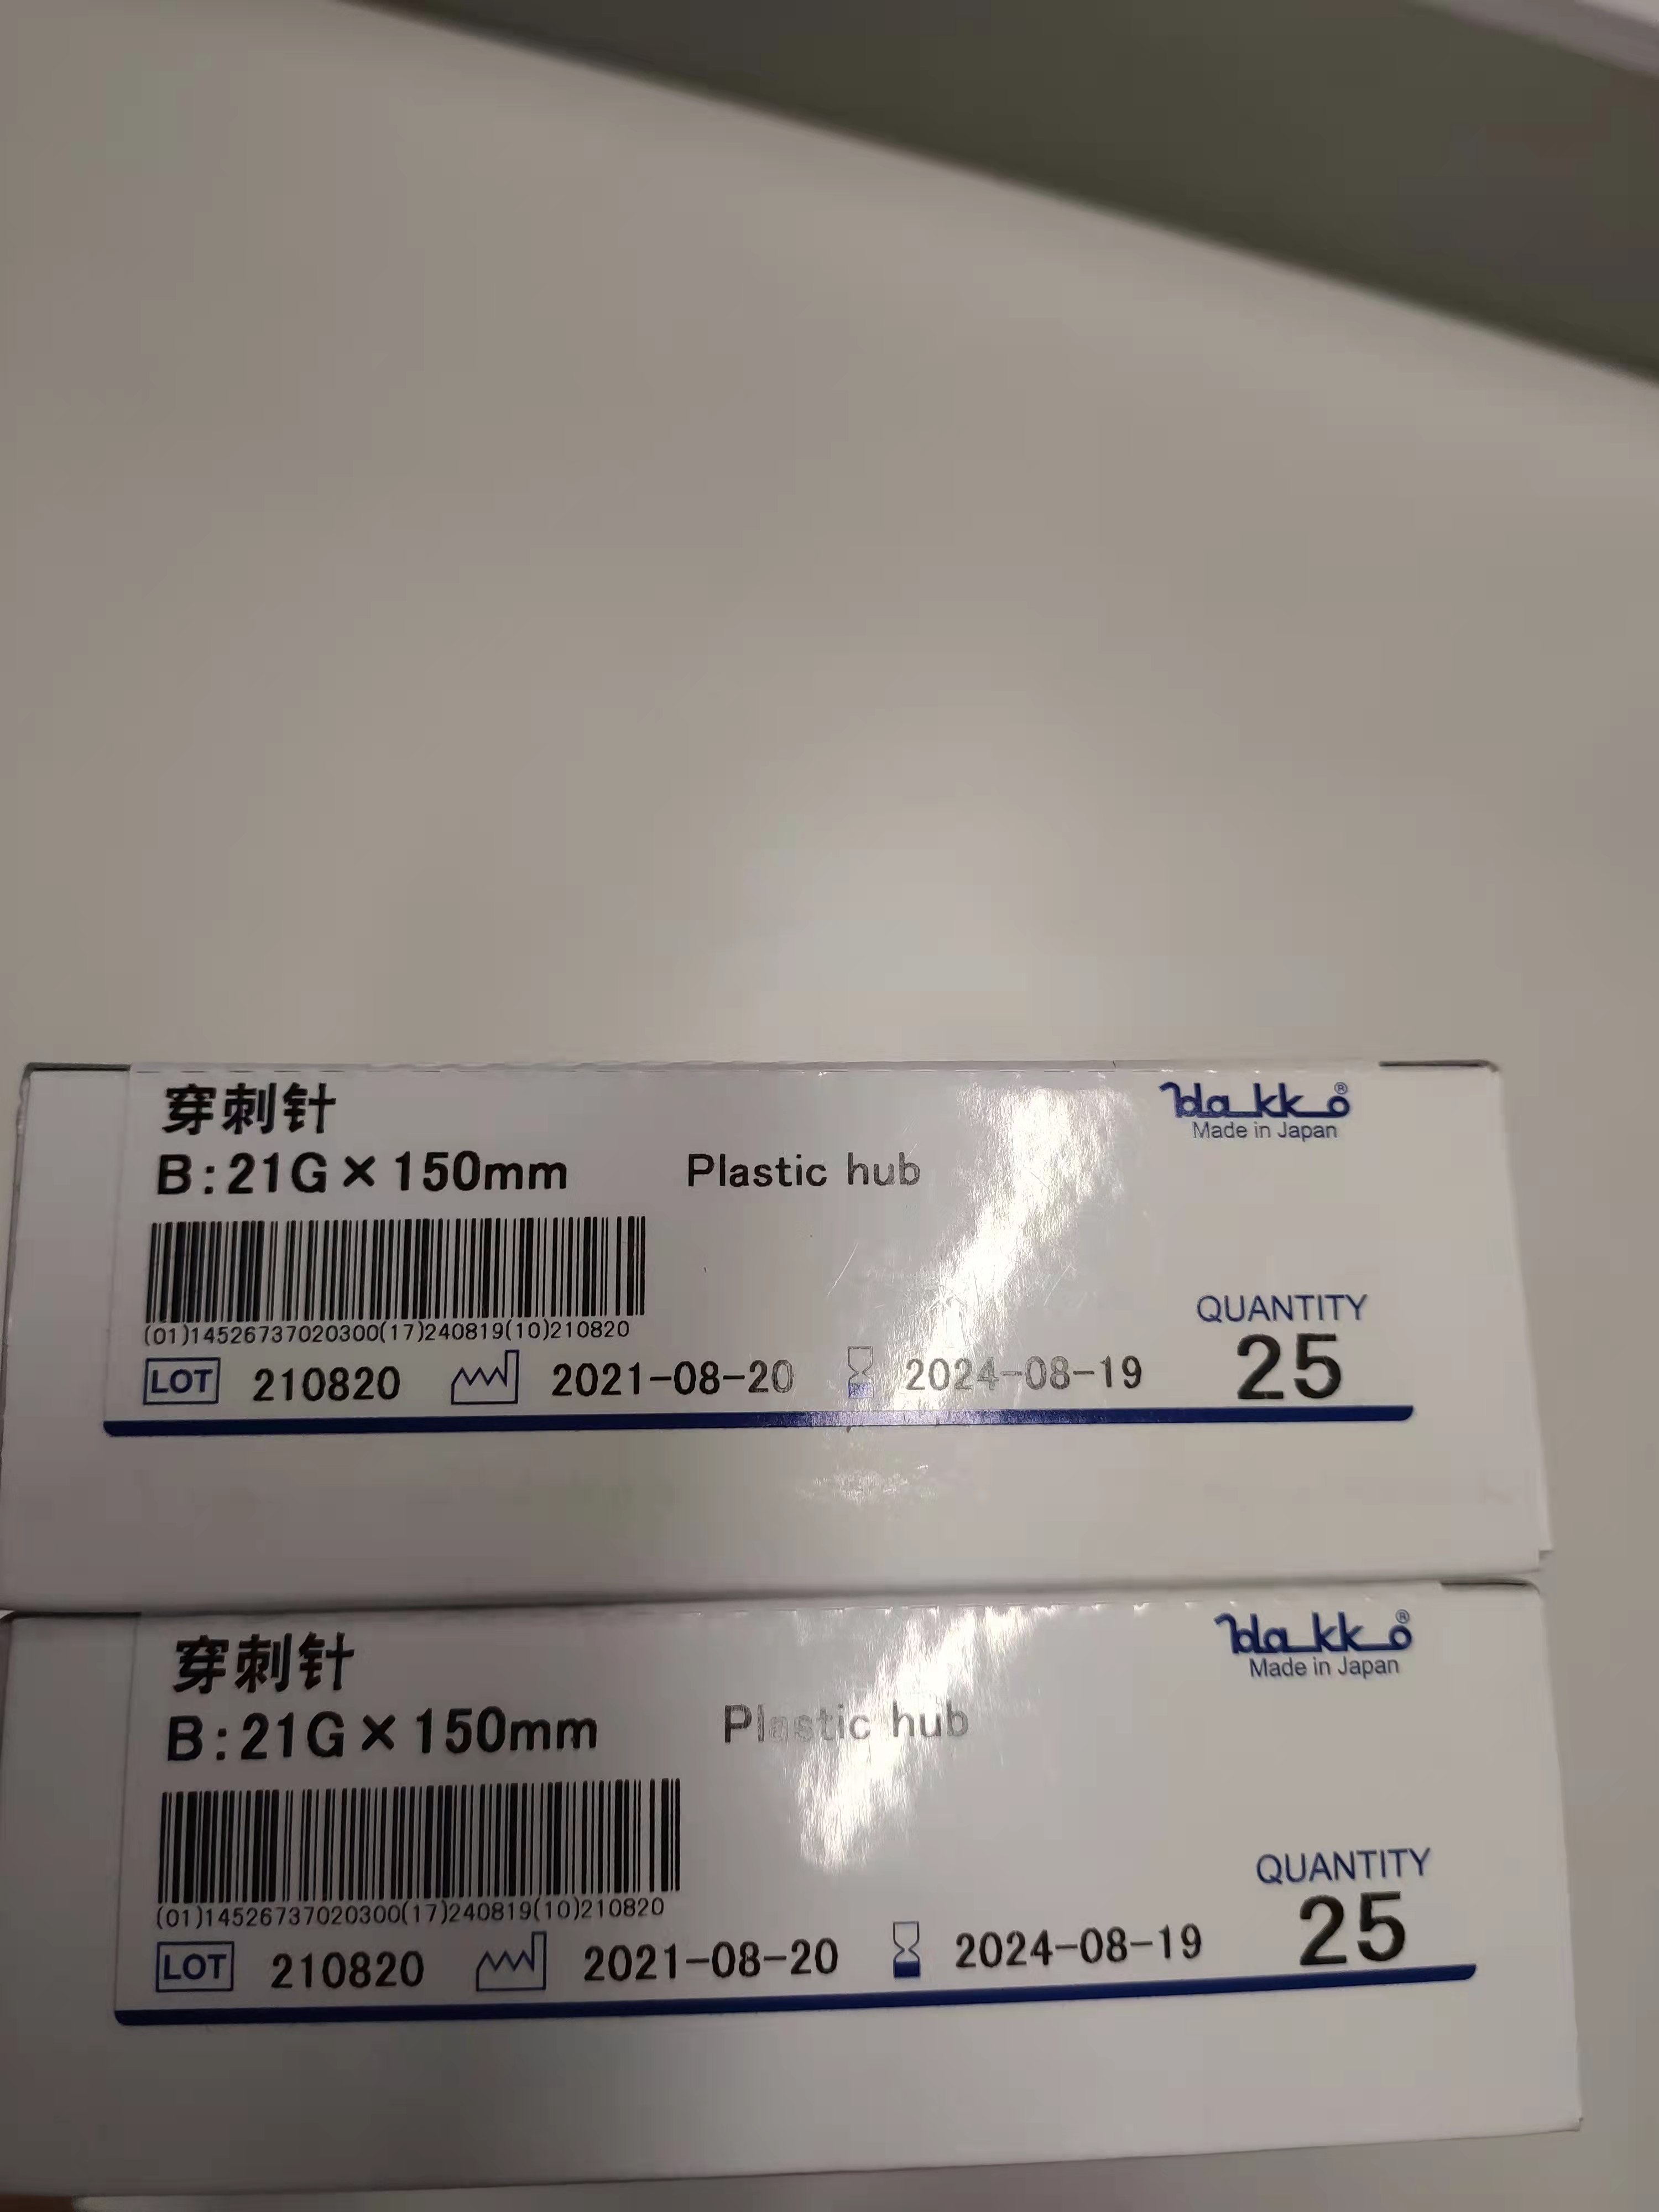 穿刺针
hakko®
Made in Japan
B:21G×150mm Plastic hub
(01)14526737020300(17)240819(10)210820
QUANTITY
25
LOT 210820 2021-08-20 2024-08-19
穿刺针
hakko®
Made in Japan
B:21G×150mm Plastic hub
(01)14526737020300(17)240819(10)210820
QUANTITY
25
LOT 210820 2021-08-20 2024-08-19